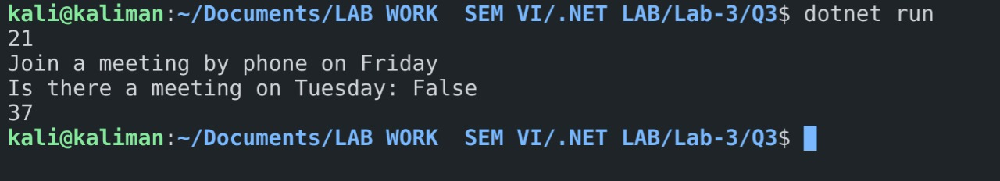 kali@kaliman:~/Documents/LAB WORK  SEM VI/.NET LAB/Lab-3/Q3$ dotnet run
21
Join a meeting by phone on Friday
Is there a meeting on Tuesday: False
37
kali@kaliman:~/Documents/LAB WORK  SEM VI/.NET LAB/Lab-3/Q3$